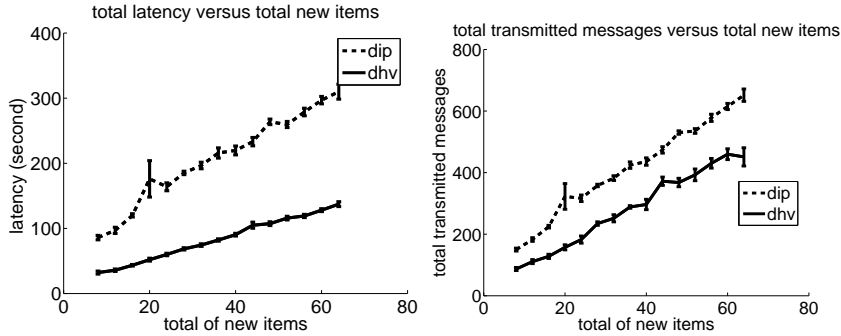 total latency versus total new items
400
300
200
100
0
0
20
40
60
80
latency (second)
total of new items
dip
dhv
total transmitted messages versus total new items
800
600
400
200
0
0
20
40
60
80
total transmitted messages
total of new items
dip
dhv